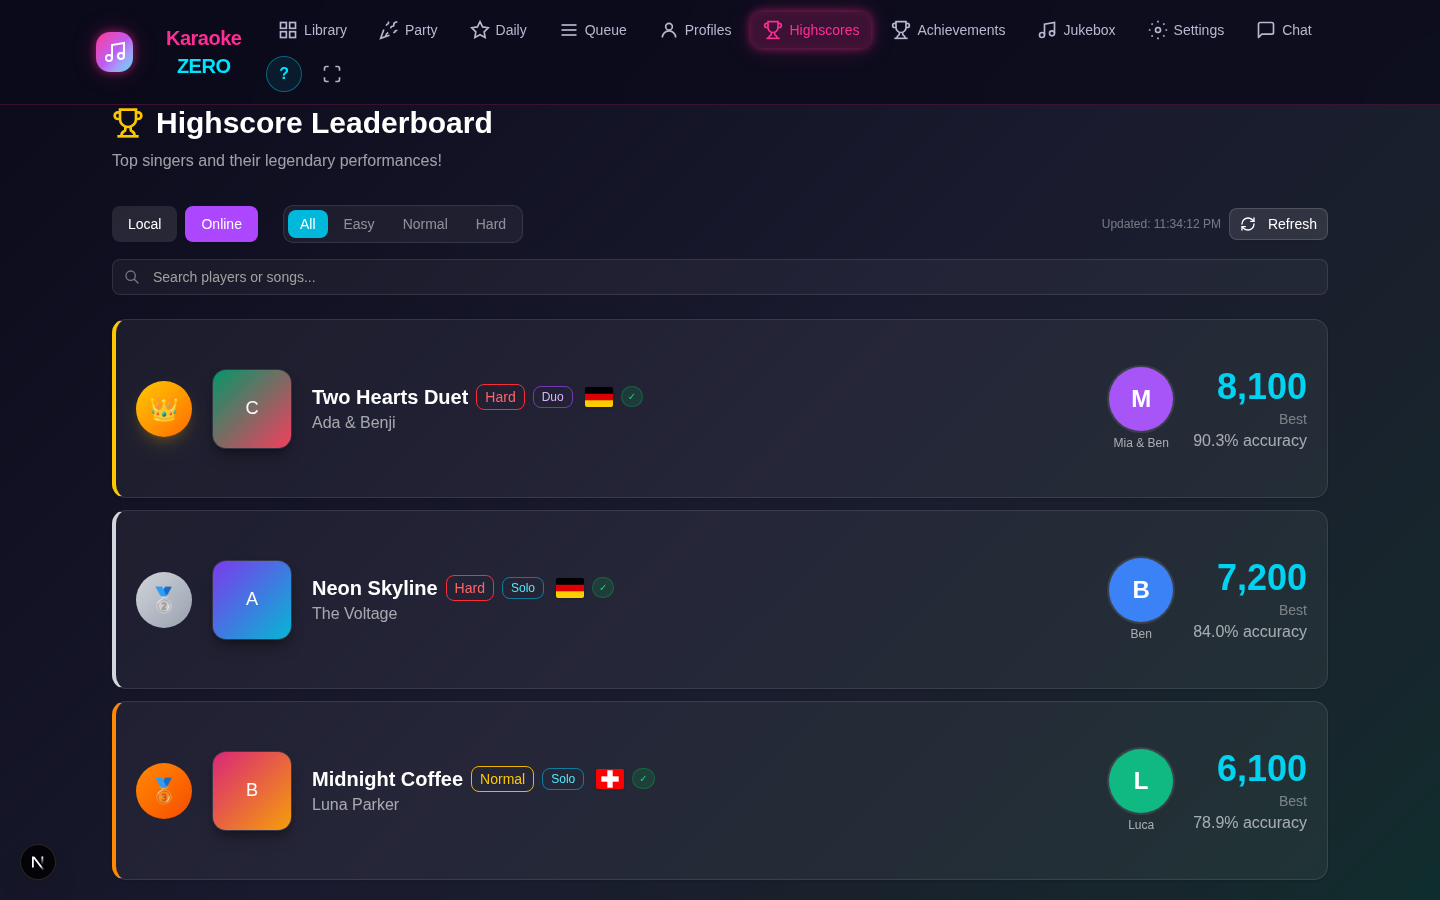 Karaoke
ZERO
Library
Party
Daily
Queue
Profiles
Highscores
Achievements
Jukebox
Settings
Chat
?
Highscore Leaderboard
Top singers and their legendary performances!
Local
Online
All
Easy
Normal
Hard
Updated: 11:34:12 PM
Refresh
Search players or songs...
C
Two Hearts Duet
Hard
Duo
✓
Ada & Benji
M
Mia & Ben
8,100
Best
90.3% accuracy
2
A
Neon Skyline
Hard
Solo
✓
The Voltage
B
Ben
7,200
Best
84.0% accuracy
3
B
Midnight Coffee
Normal
Solo
✓
Luna Parker
L
Luca
6,100
Best
78.9% accuracy
N